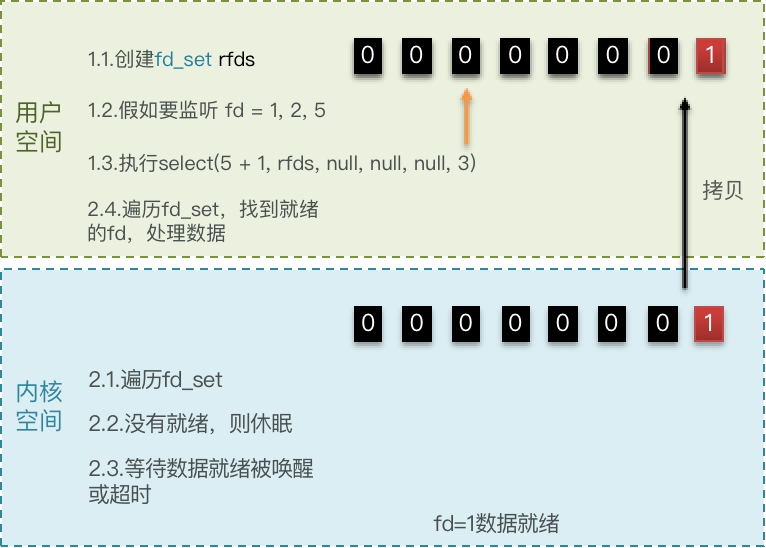 1.1.创建fd_set rfds
0 0 0 0 0 0 0 1
用户
空间
1.2.假如要监听 fd = 1, 2, 5
1.3.执行select(5 + 1, rfds, null, null, null, 3)
2.4.遍历fd_set，找到就绪
的fd，处理数据
拷贝
0 0 0 0 0 0 0 1
内核
空间
2.1.遍历fd_set
2.2.没有就绪，则休眠
2.3.等待数据就绪被唤醒
或超时
fd=1数据就绪